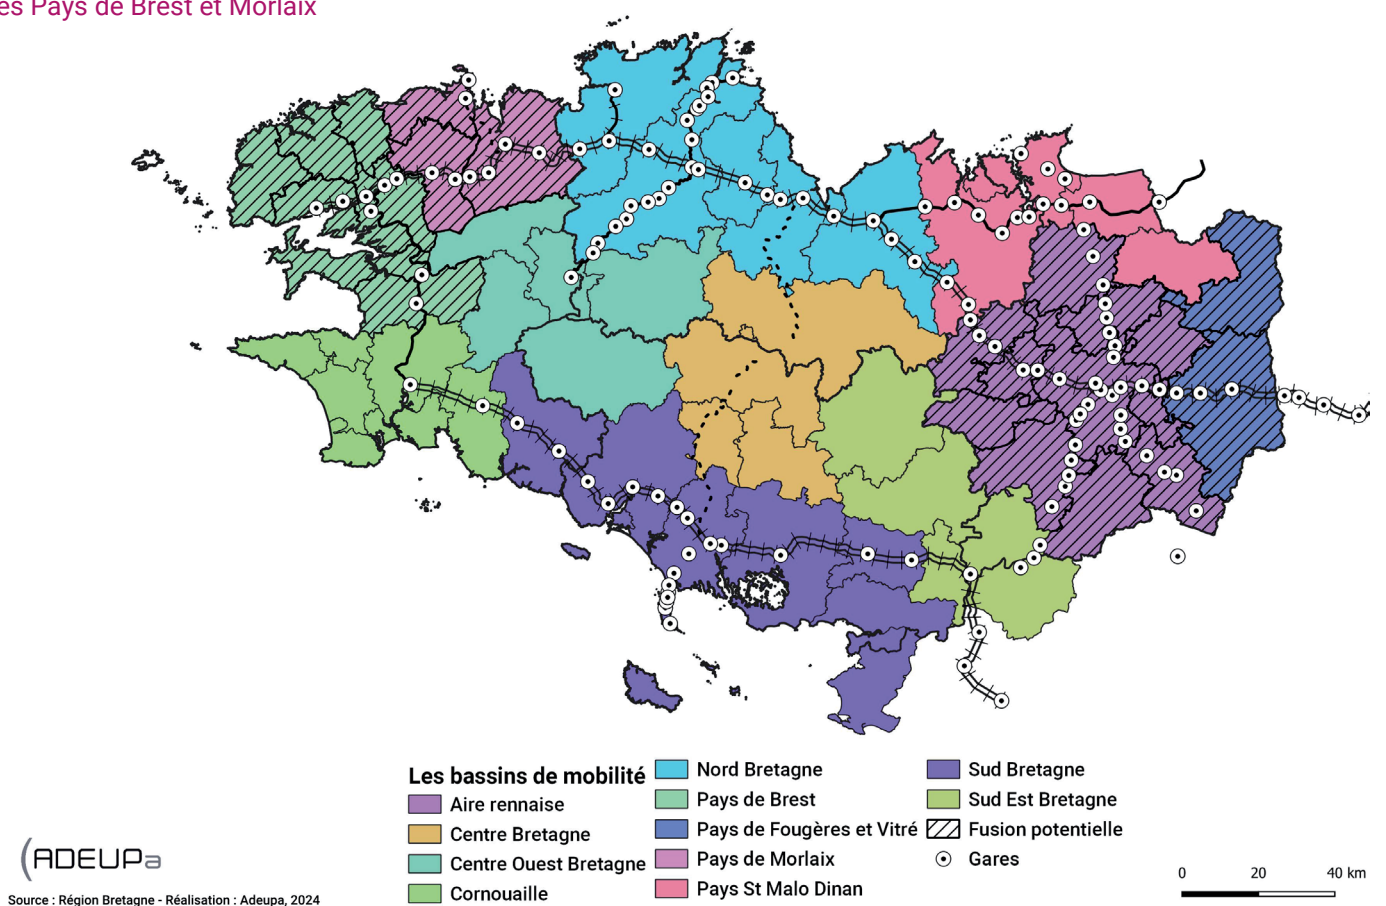 es Pays de Brest et Morlaix
Les bassins de mobilité
Aire rennaise
Centre Bretagne
Centre Ouest Bretagne
Cornouaille
Nord Bretagne
Pays de Brest
Pays de Fougères et Vitré
Pays de Morlaix
Pays St Malo Dinan
Sud Bretagne
Sud Est Bretagne
Fusion potentielle
Gares
ADEUPa
Source : Région Bretagne - Réalisation : Adeupa, 2024
0 20 40 km